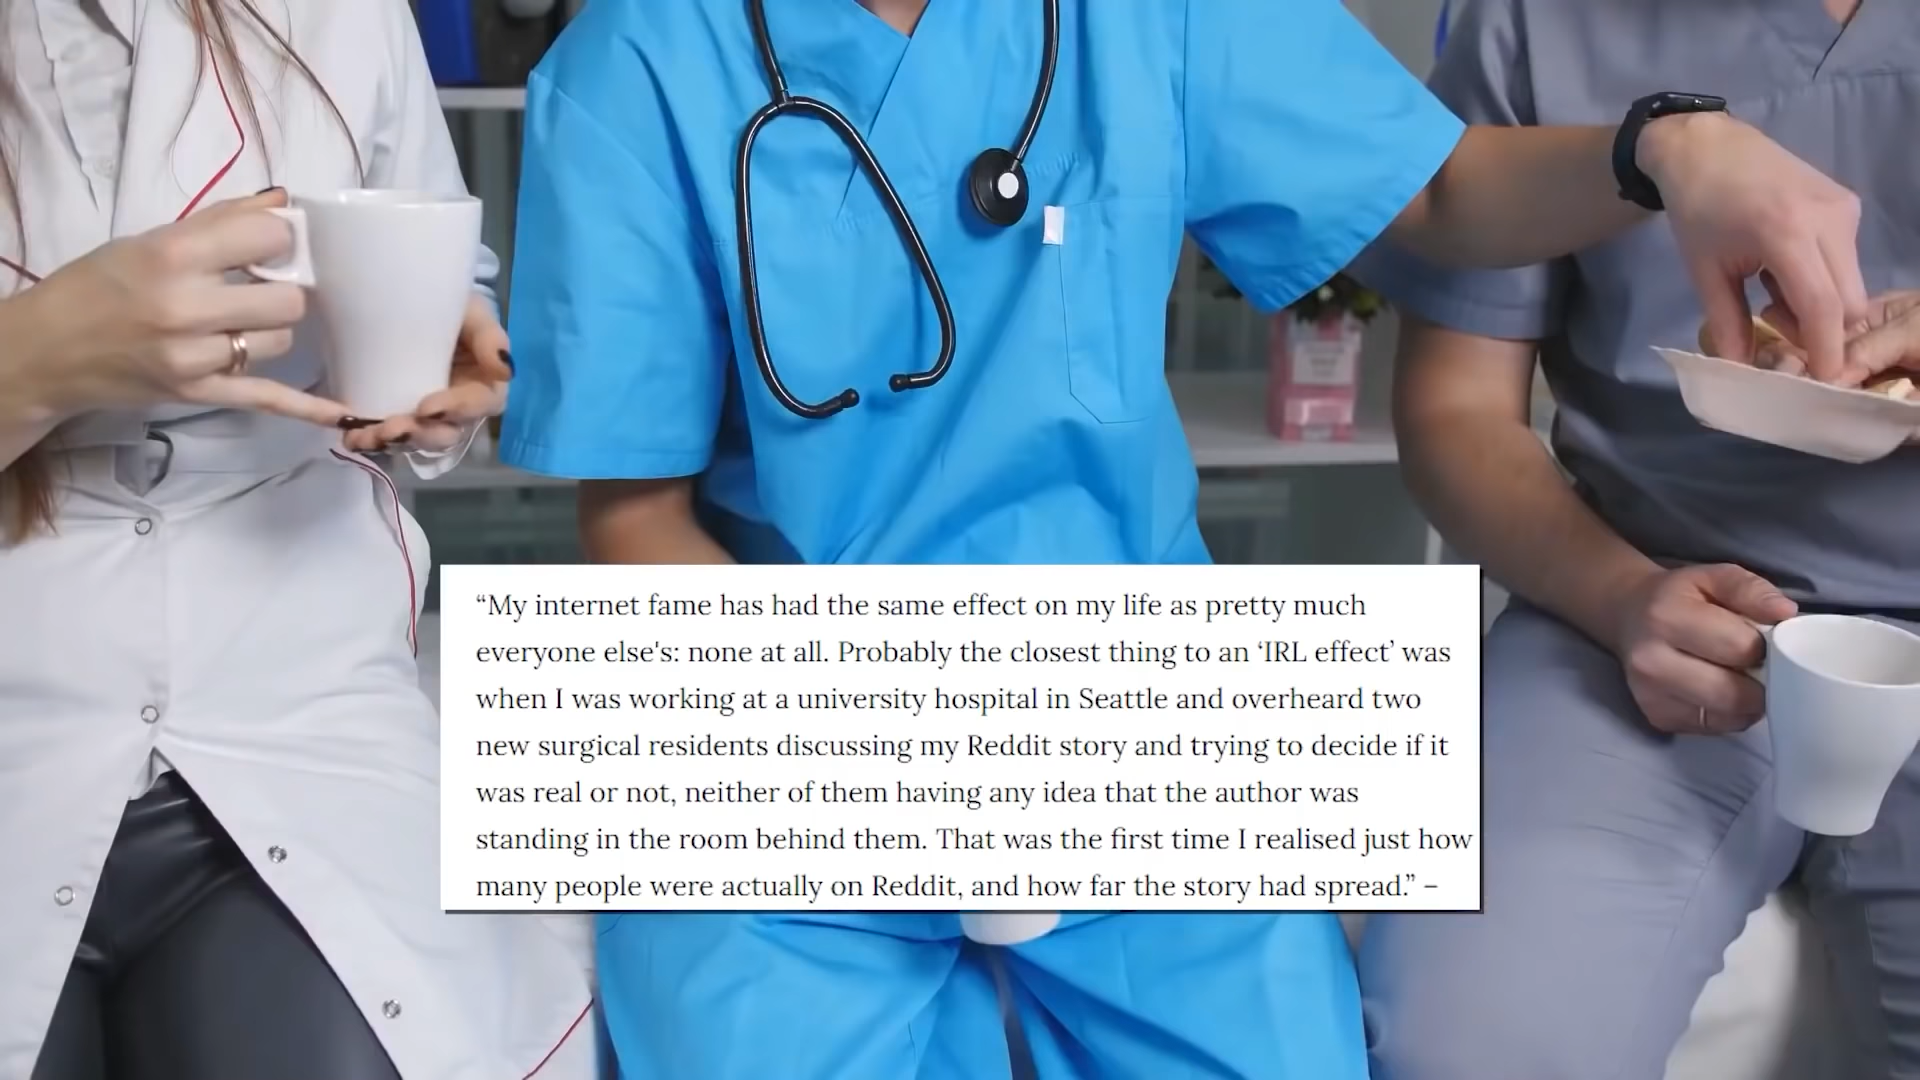 “My internet fame has had the same effect on my life as pretty much
everyone else's: none at all. Probably the closest thing to an ‘IRL effect’ was
when I was working at a university hospital in Seattle and overheard two
new surgical residents discussing my Reddit story and trying to decide if it
was real or not, neither of them having any idea that the author was
standing in the room behind them. That was the first time I realised just how
many people were actually on Reddit, and how far the story had spread.” –